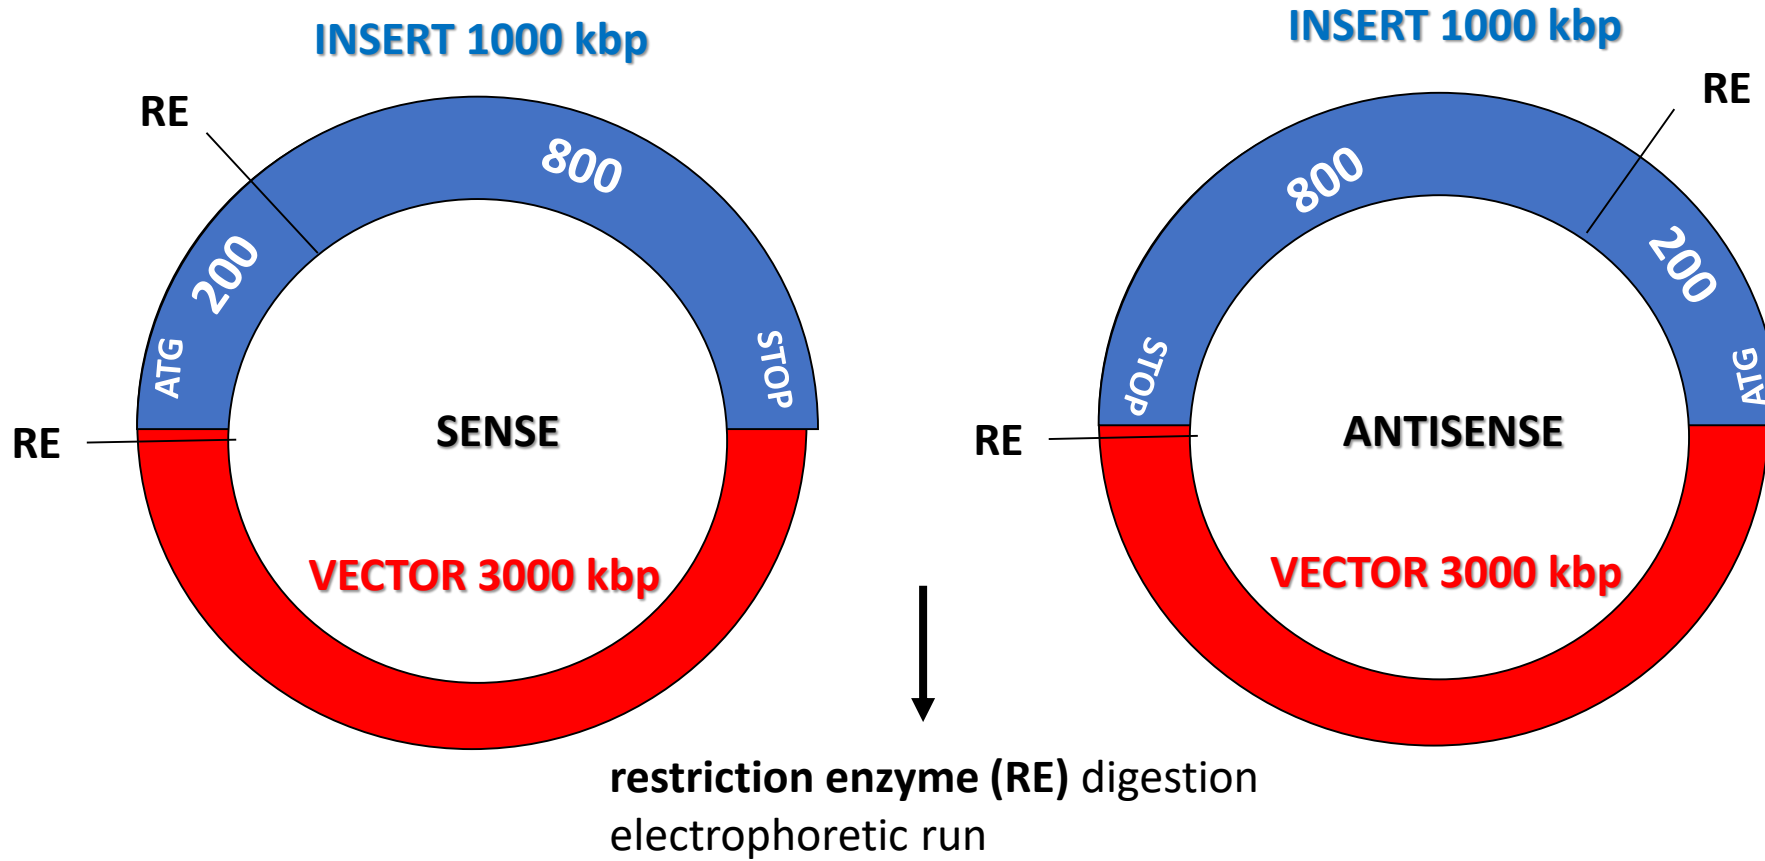 INSERT 1000 kbp
RE
800
200
ATG
STOP
RE
SENSE
VECTOR 3000 kbp
INSERT 1000 kbp
RE
800
200
STOP
ATG
RE
ANTISENSE
VECTOR 3000 kbp
restriction enzyme (RE) digestion
electrophoretic run